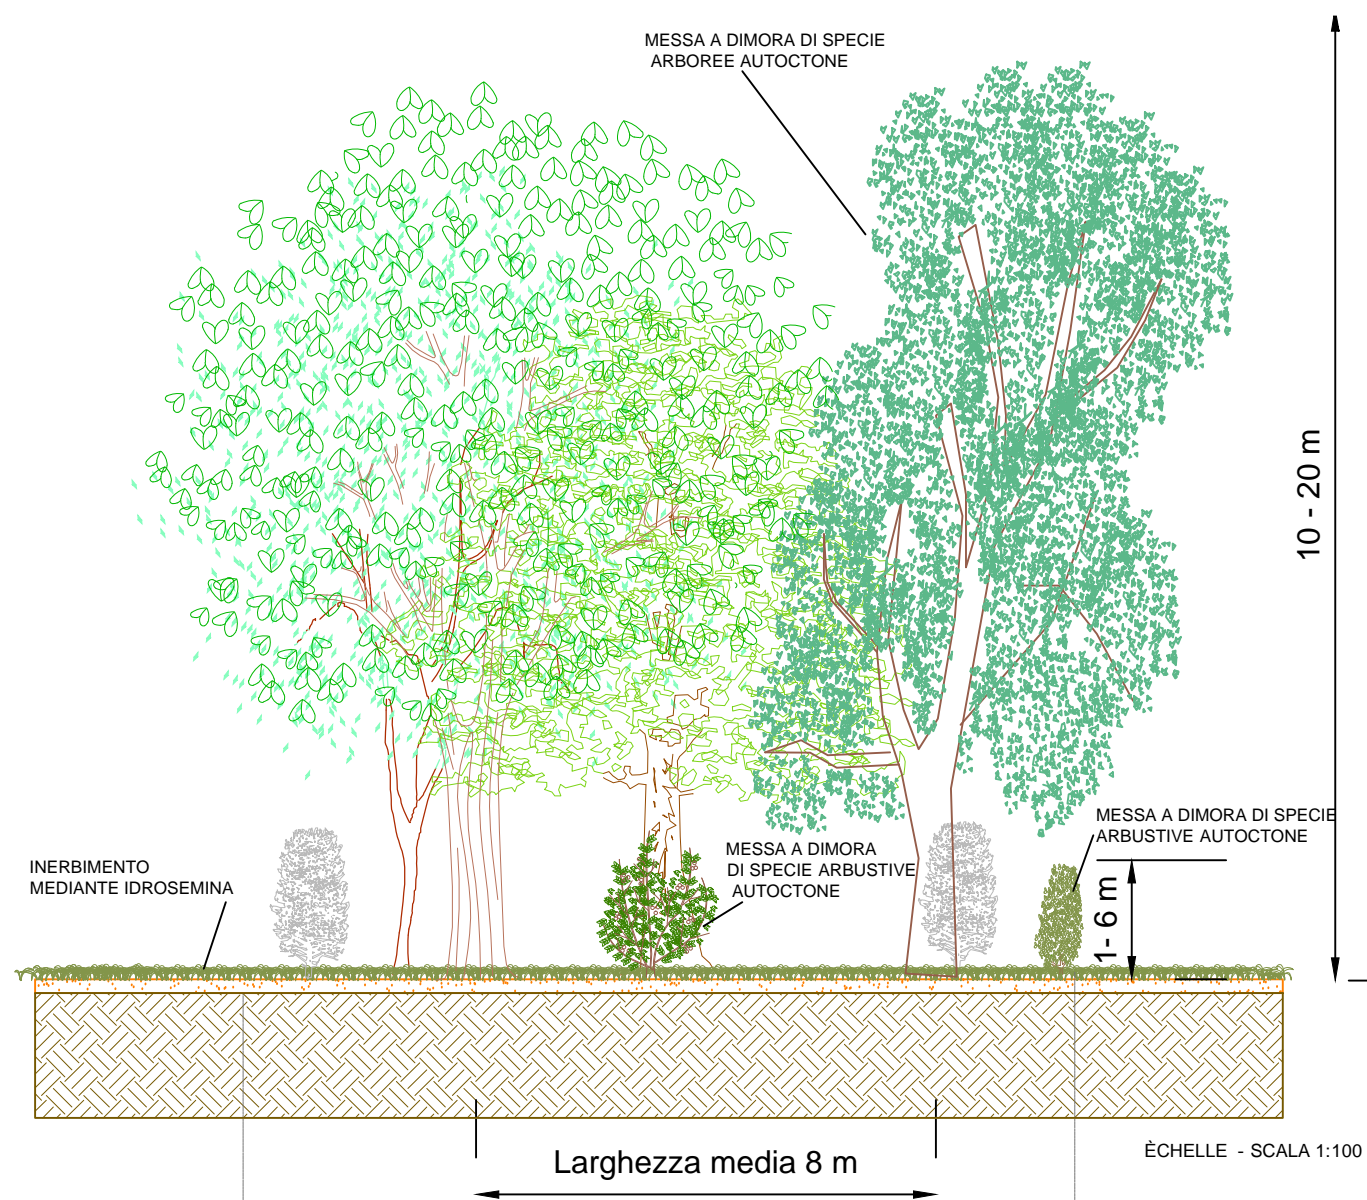 MESSA A DIMORA DI SPECIE
ARBOREE AUTOCTONE
10 - 20 m
MESSA A DIMORA DI SPECIE
ARBUSTIVE AUTOCTONE
MESSA A DIMORA
DI SPECIE ARBUSTIVE
AUTOCTONE
INERBIMENTO
MEDIANTE IDROSEMINA
1- 6 m
ÈCHELLE - SCALA 1:100
Larghezza media 8 m